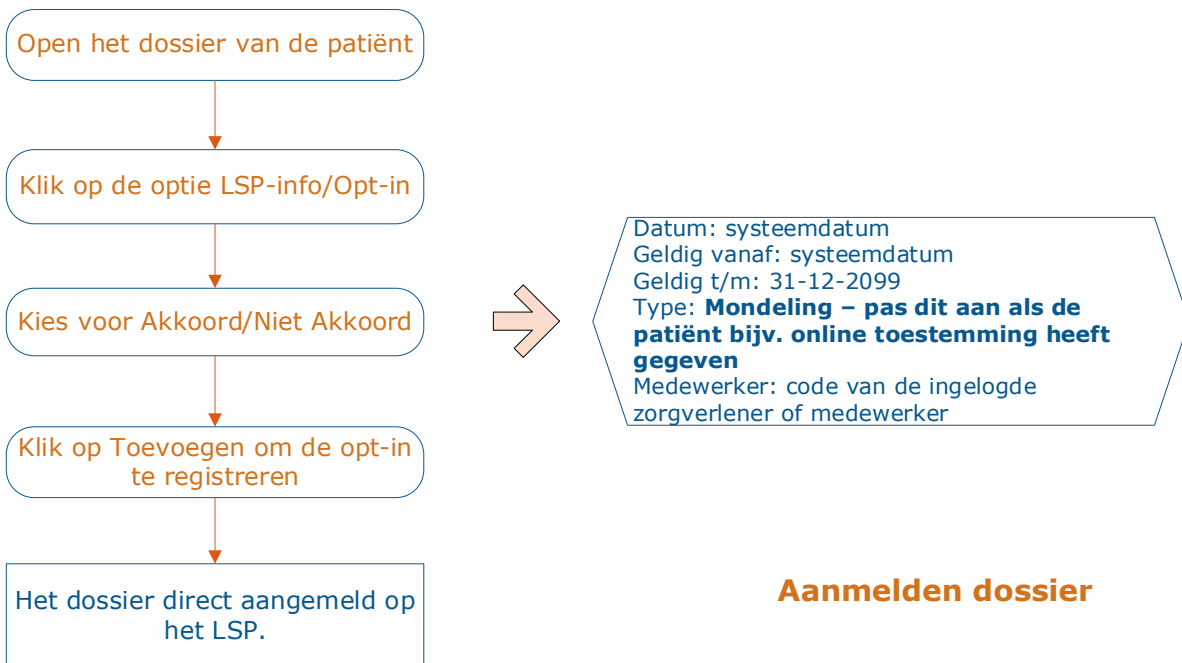 Open het dossier van de patiënt
Klik op de optie LSP-info/Opt-in
Kies voor Akkoord/Niet Akkoord
Klik op Toevoegen om de opt-in
te registreren
Het dossier direct aangemeld op
het LSP.
Datum: systeemdatum
Geldig vanaf: systeemdatum
Geldig t/m: 31-12-2099
Type: Mondeling – pas dit aan als de
patiënt bijv. online toestemming heeft
gegeven
Medewerker: code van de ingelogde
zorgverlener of medewerker
Aanmelden dossier